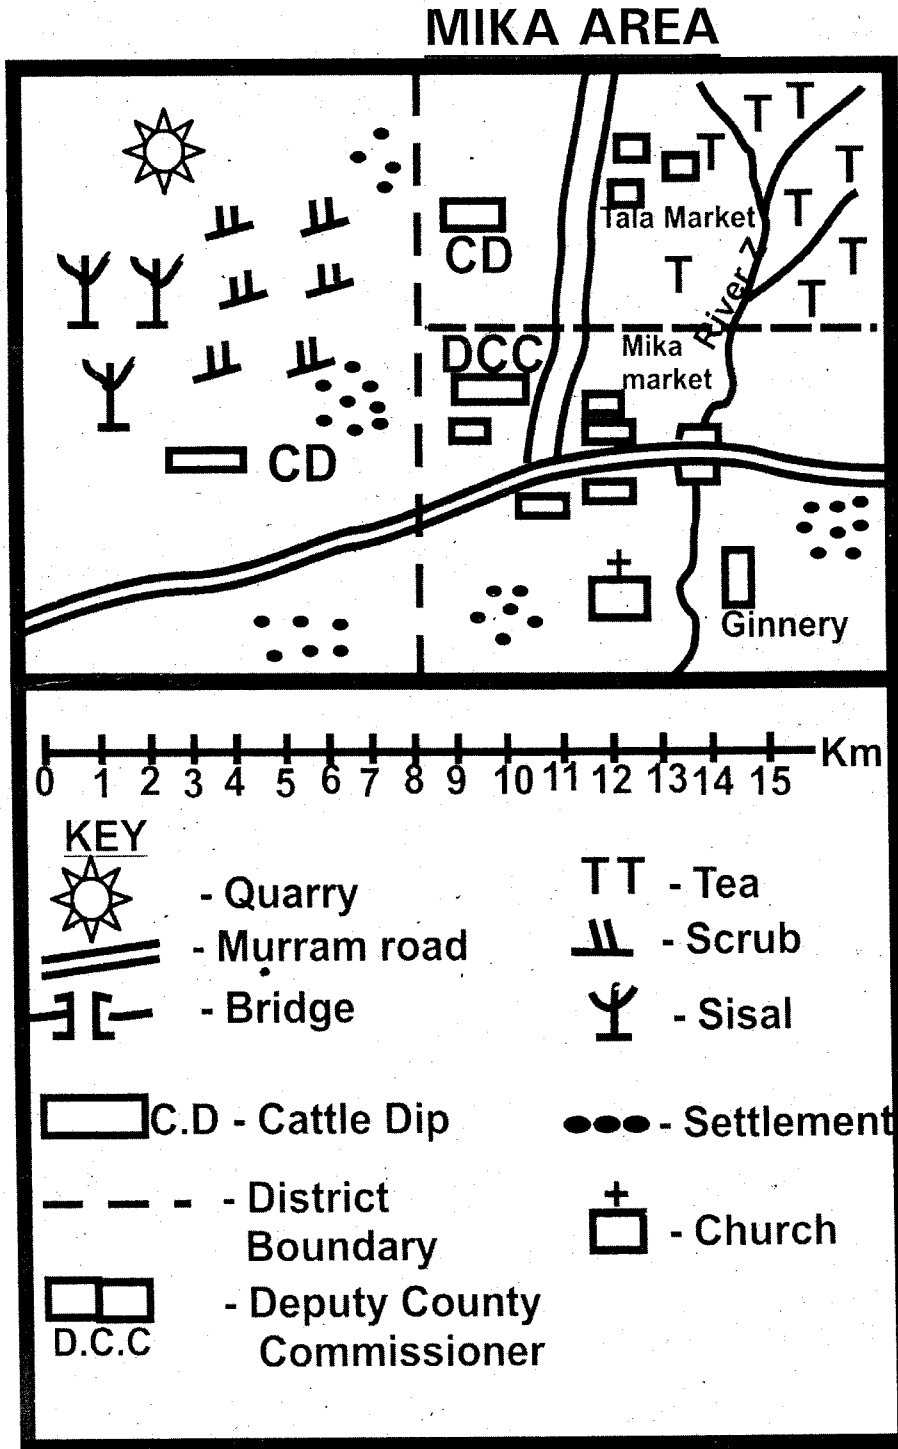 MIKA AREA
T T
T
T
CD
Tala Market
T
T
T
T
River Z
DCC
Mika
market
CD
Ginnery
0 1 2 3 4 5 6 7 8 9 10 11 12 13 14 15 Km
KEY
- Quarry
- Murram road
- Bridge
C.D - Cattle Dip
- District
Boundary
D.C.C
- Deputy County
Commissioner
TT - Tea
- Scrub
- Sisal
- Settlement
- Church